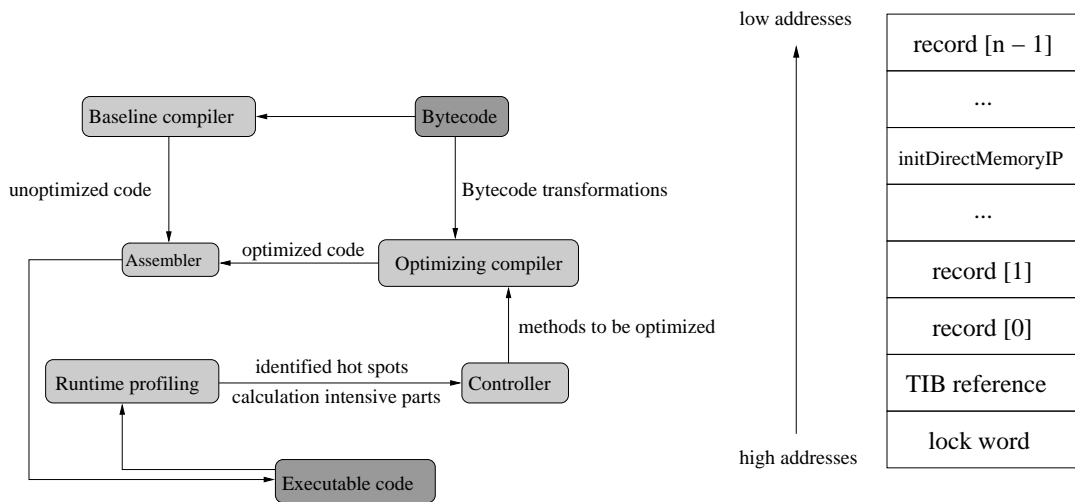 Baseline compiler
Bytecode
unoptimized code
Bytecode transformations
Assembler
optimized code
Optimizing compiler
methods to be optimized
Runtime profiling
identified hot spots
calculation intensive parts
Controller
Executable code
low addresses
high addresses
record [n − 1]
...
initDirectMemoryIP
...
record [1]
record [0]
TIB reference
lock word